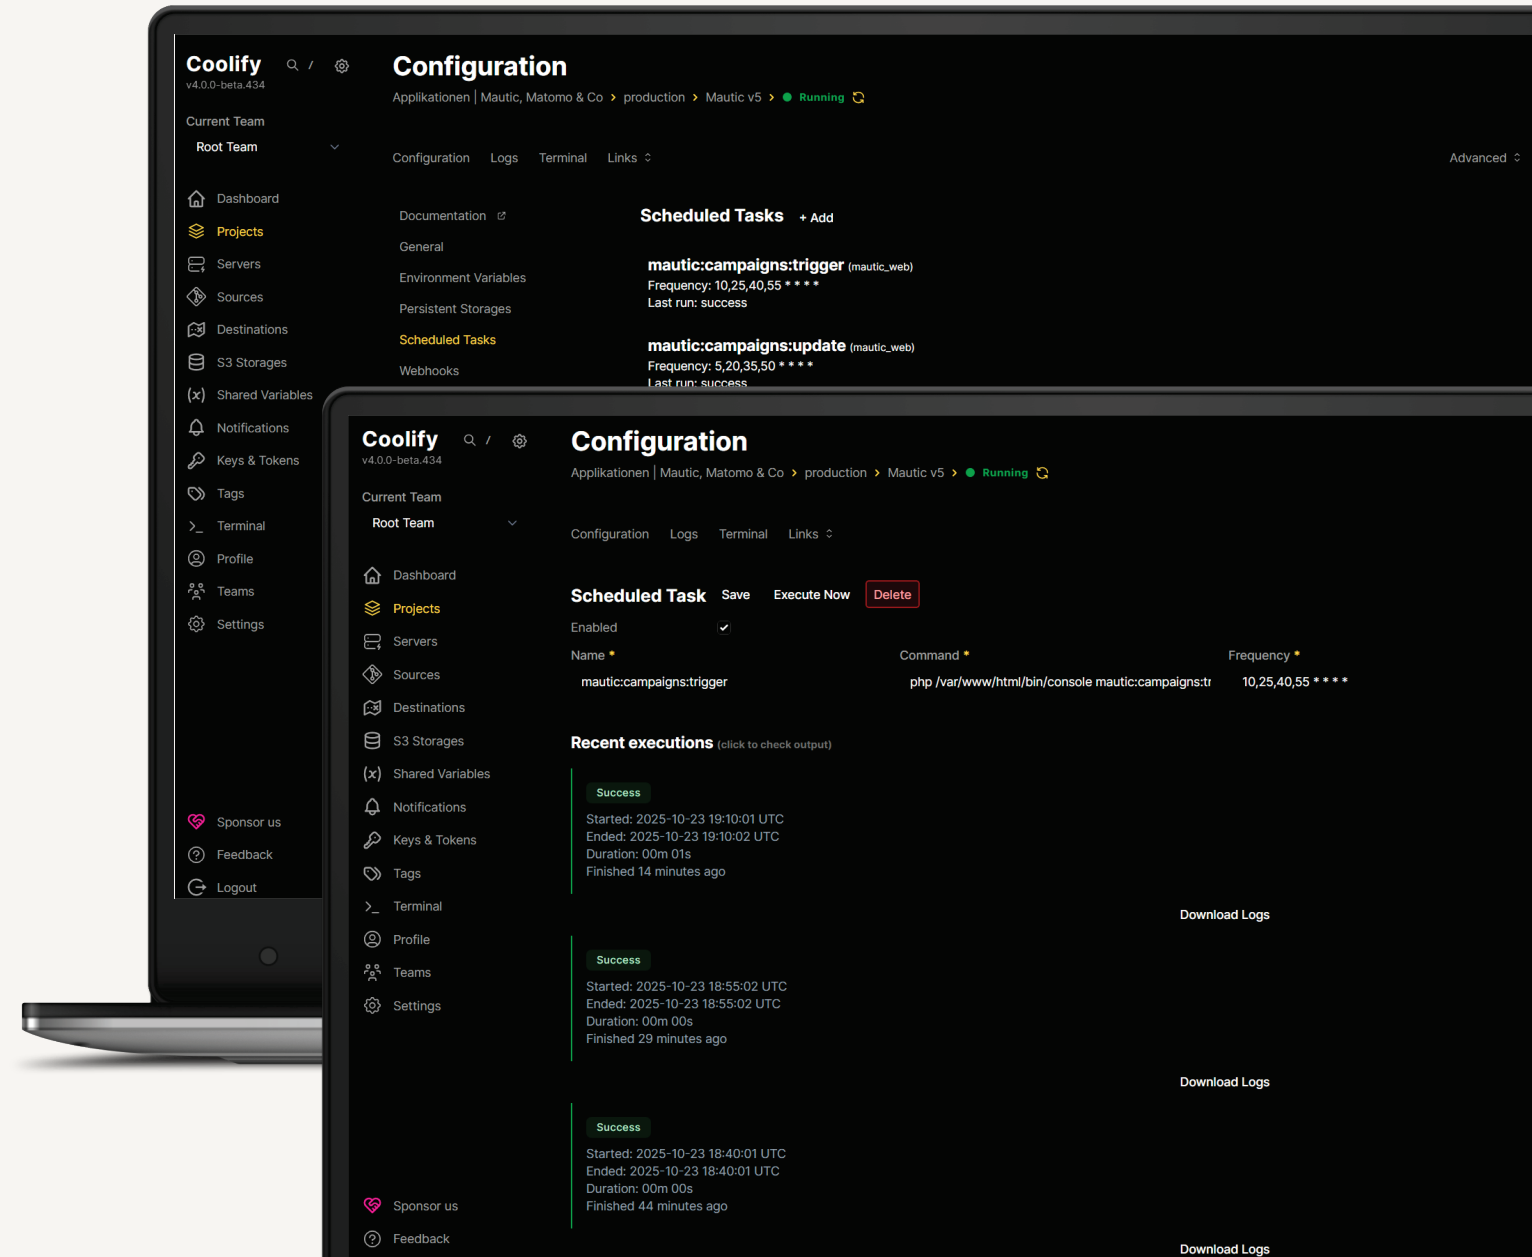 Coolify /
v4.0.0-beta.434
Current Team
Root Team
Dashboard
Projects
Servers
Sources
Destinations
S3 Storages
Shared Variables
Notifications
Keys & Tokens
Tags
Terminal
Profile
Teams
Settings
Sponsor us
Feedback
Logout
Configuration
Applikationen | Mautic, Matomo & Co > production > Mautic v5 > Running
Configuration Logs Terminal Links Advanced
Documentation
General
Environment Variables
Persistent Storages
Scheduled Tasks
Webhooks
Scheduled Tasks + Add
mautic:campaigns:trigger (mautic_web)
Frequency: 10,25,40,55 * * * *
Last run: success
mautic:campaigns:update (mautic_web)
Frequency: 5,20,35,50 * * * *
Last run: success
Coolify /
v4.0.0-beta.434
Current Team
Root Team
Dashboard
Projects
Servers
Sources
Destinations
S3 Storages
Shared Variables
Notifications
Keys & Tokens
Tags
Terminal
Profile
Teams
Settings
Sponsor us
Feedback
Configuration
Applikationen | Mautic, Matomo & Co > production > Mautic v5 > Running
Configuration Logs Terminal Links
Scheduled Task Save Execute Now Delete
Enabled
Name * Command * Frequency *
mautic:campaigns:trigger php /var/www/html/bin/console mautic:campaigns:tr 10,25,40,55 * * * *
Recent executions (click to check output)
Success
Started: 2025-10-23 19:10:01 UTC
Ended: 2025-10-23 19:10:02 UTC
Duration: 00m 01s
Finished 14 minutes ago
Download Logs
Success
Started: 2025-10-23 18:55:02 UTC
Ended: 2025-10-23 18:55:02 UTC
Duration: 00m 00s
Finished 29 minutes ago
Download Logs
Success
Started: 2025-10-23 18:40:01 UTC
Ended: 2025-10-23 18:40:01 UTC
Duration: 00m 00s
Finished 44 minutes ago
Download Logs